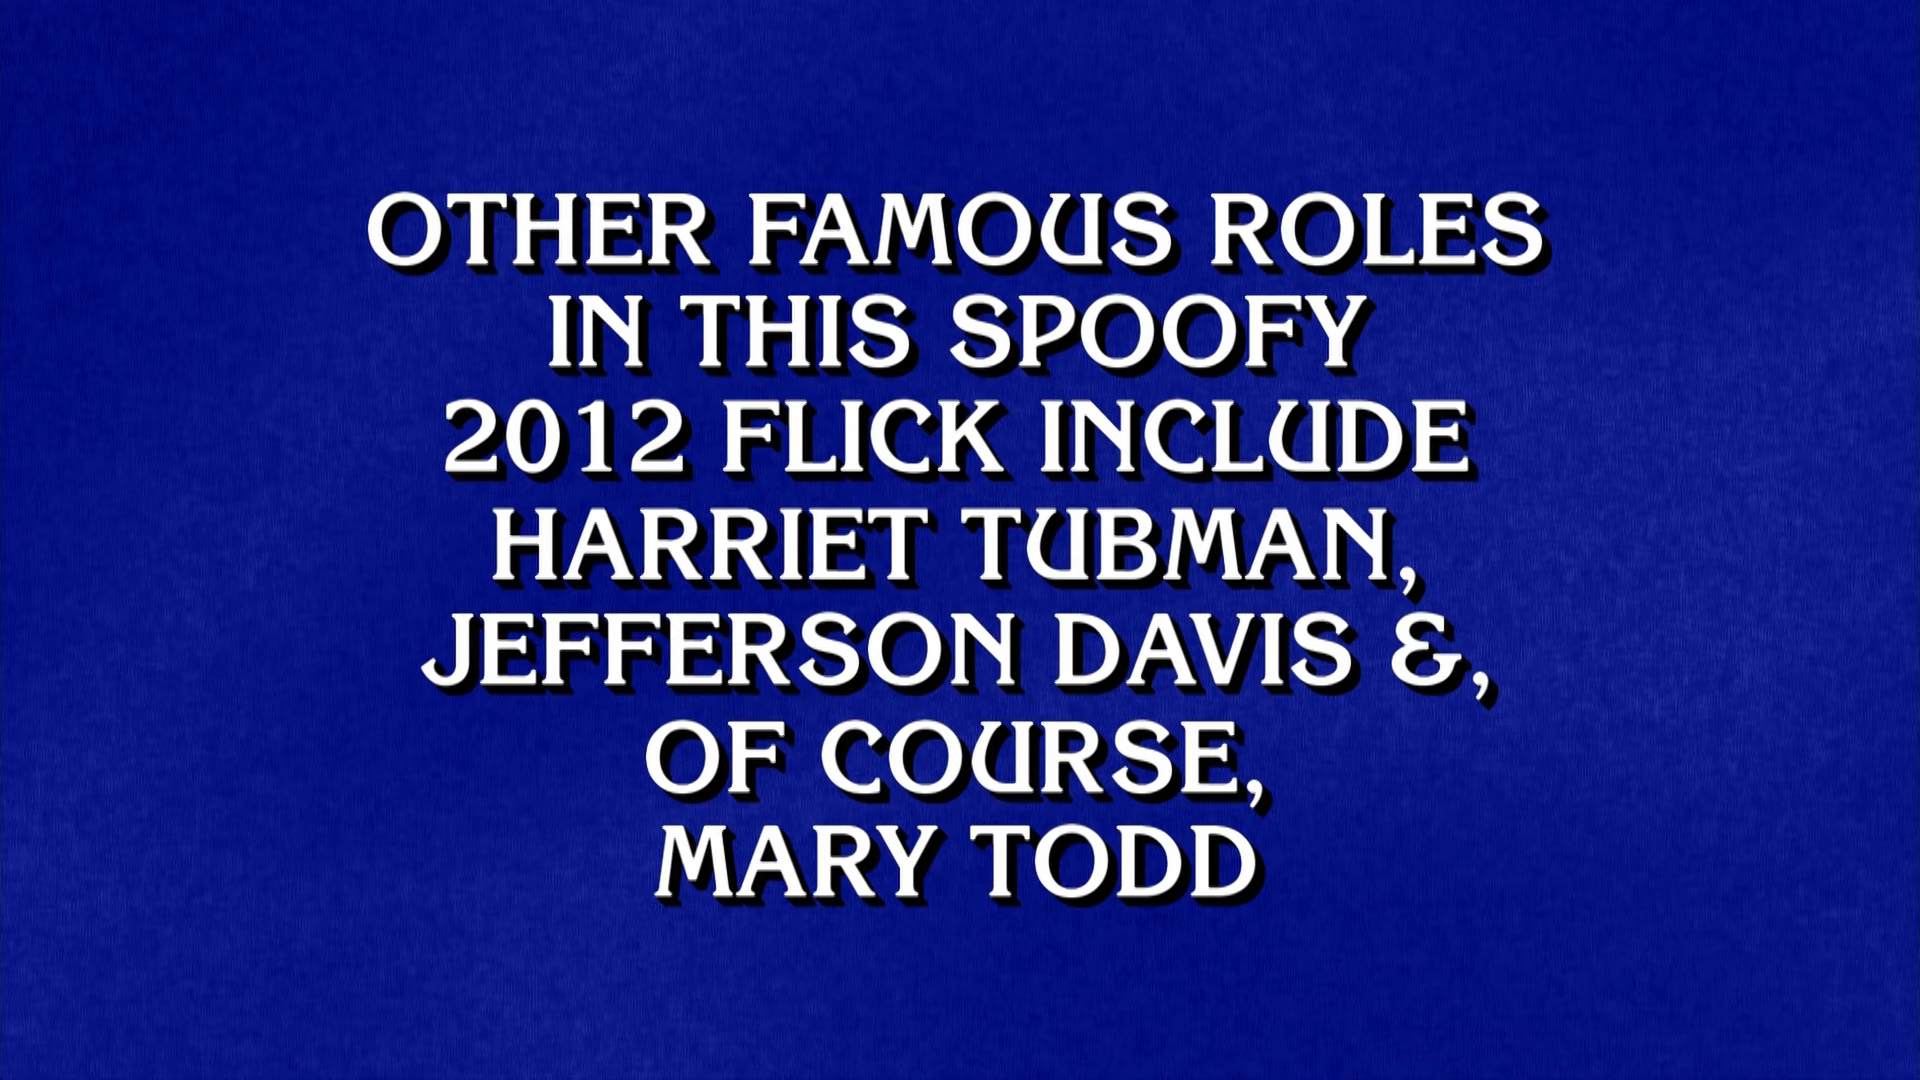 OTHER FAMOUS ROLES
IN THIS SPOOFY
2012 FLICK INCLUDE
HARRIET TUBMAN,
JEFFERSON DAVIS &,
OF COURSE,
MARY TODD